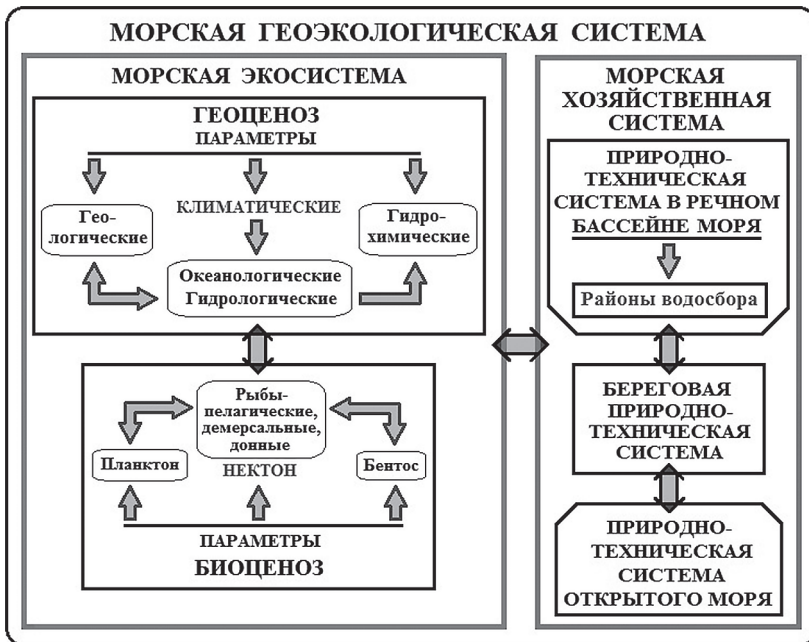 МОРСКАЯ ГЕОЭКОЛОГИЧЕСКАЯ СИСТЕМА
МОРСКАЯ ЭКОСИСТЕМА
ГЕОЦЕНОЗ
ПАРАМЕТРЫ
Гео-
логические
КЛИМАТИЧЕСКИЕ
Гидро-
химические
Океанологические
Гидрологические
Рыбы-
пелагические,
демерсальные,
донные
Планктон
НЕКТОН
Бентос
ПАРАМЕТРЫ
БИОЦЕНОЗ
МОРСКАЯ
ХОЗЯЙСТВЕННАЯ
СИСТЕМА
ПРИРОДНО-
ТЕХНИЧЕСКАЯ
СИСТЕМА В РЕЧНОМ
БАССЕЙНЕ МОРЯ
Районы водосбора
БЕРЕГОВАЯ
ПРИРОДНО-
ТЕХНИЧЕСКАЯ
СИСТЕМА
ПРИРОДНО-
ТЕХНИЧЕСКАЯ
СИСТЕМА
ОТКРЫТОГО МОРЯ